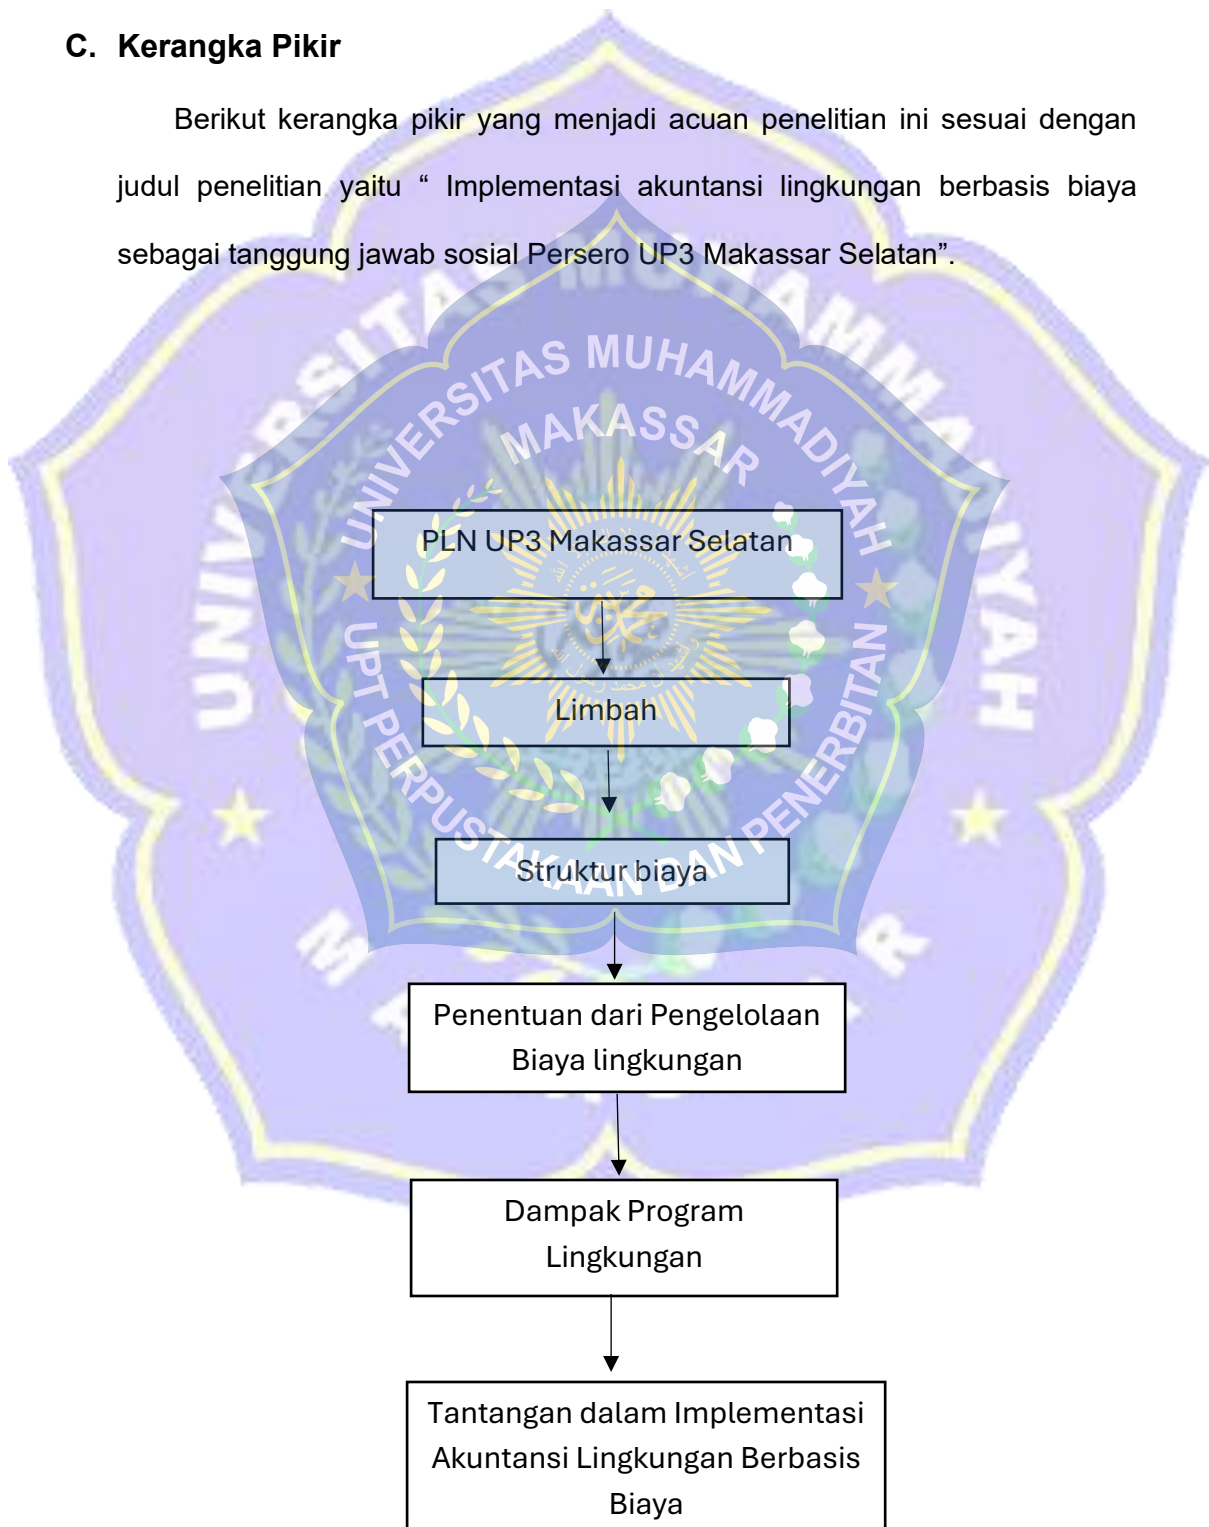 C. Kerangka Pikir
Berikut kerangka pikir yang menjadi acuan penelitian ini sesuai dengan
judul penelitian yaitu “ Implementasi akuntansi lingkungan berbasis biaya
sebagai tanggung jawab sosial Persero UP3 Makassar Selatan”.
UNIVERSITAS MUHAMMADIYAH
UNIVERSITAS MUHAMMADIYAH
MAKASSAR
PLN UP3 Makassar Selatan
Limbah
Struktur biaya
UPT PERPUSTAKAAN DAN PENERBITAN
Penentuan dari Pengelolaan
Biaya lingkungan
Dampak Program
Lingkungan
Tantangan dalam Implementasi
Akuntansi Lingkungan Berbasis
Biaya